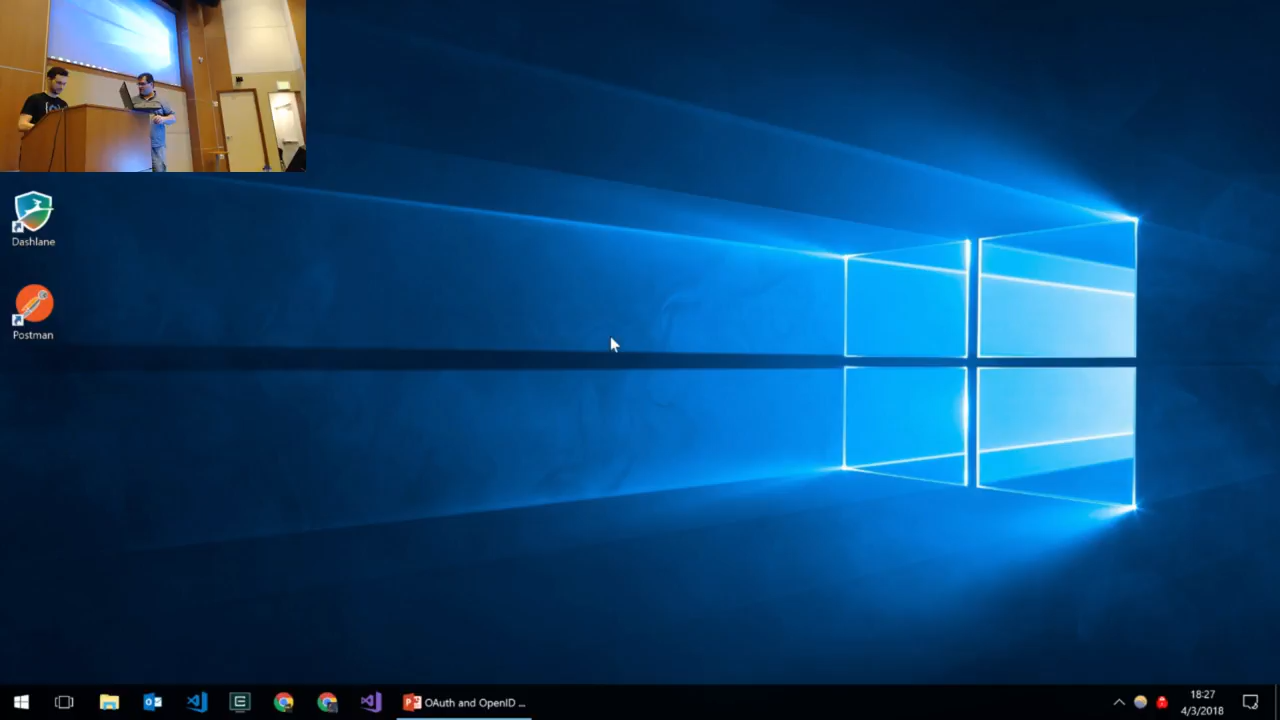 Dashlane
Postman
OAuth and OpenID ...
18:27
4/3/2018